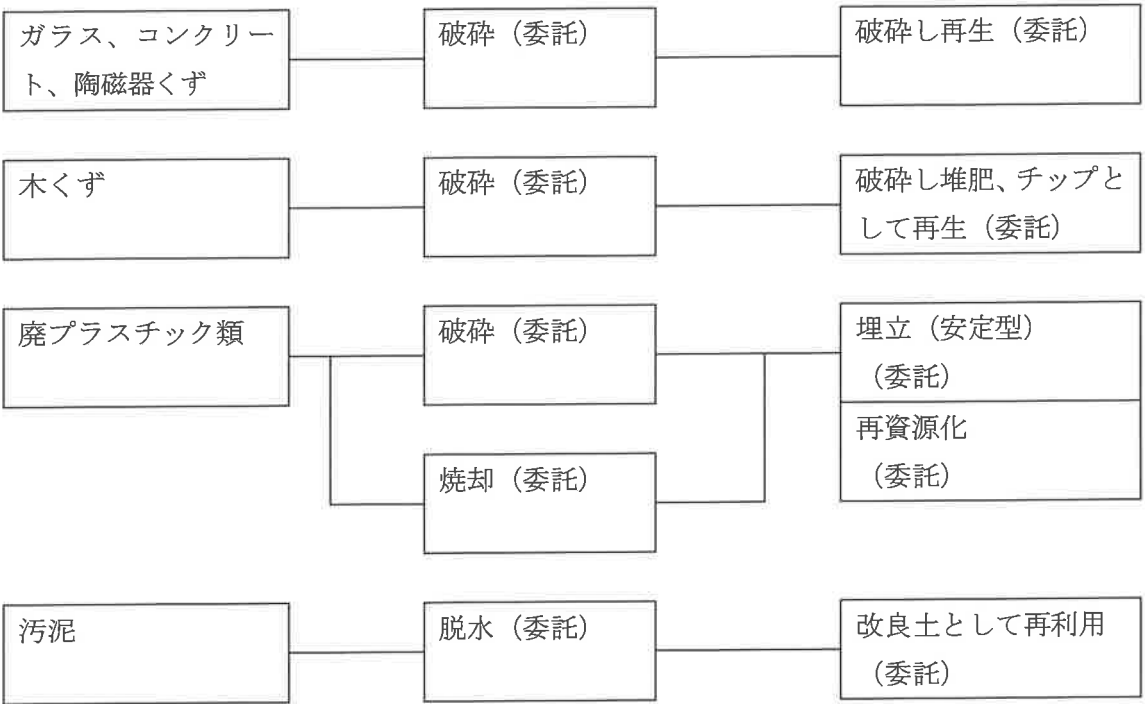 ガラス、コンクリー
ト、陶磁器くず
破砕（委託）
破砕し再生（委託）
木くず
破砕（委託）
破砕し堆肥、チップと
して再生（委託）
廃プラスチック類
破砕（委託）
焼却（委託）
埋立（安定型）
（委託）
再資源化
（委託）
汚泥
脱水（委託）
改良土として再利用
（委託）